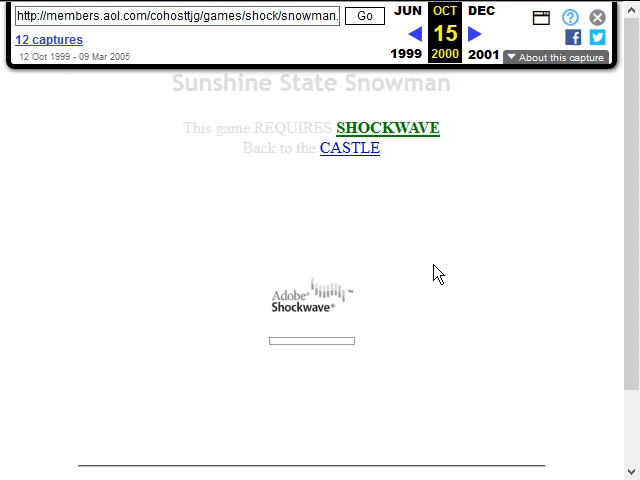 http://members.aol.com/cohosttjg/games/shock/snowman.
Go
JUN
OCT
DEC
15
12 captures
12 Oct 1999 - 09 Mar 2005
1999
2000
2001
About this capture
Sunshine State Snowman
This game REQUIRES SHOCKWAVE
Back to the CASTLE
Adobe®
Shockwave®